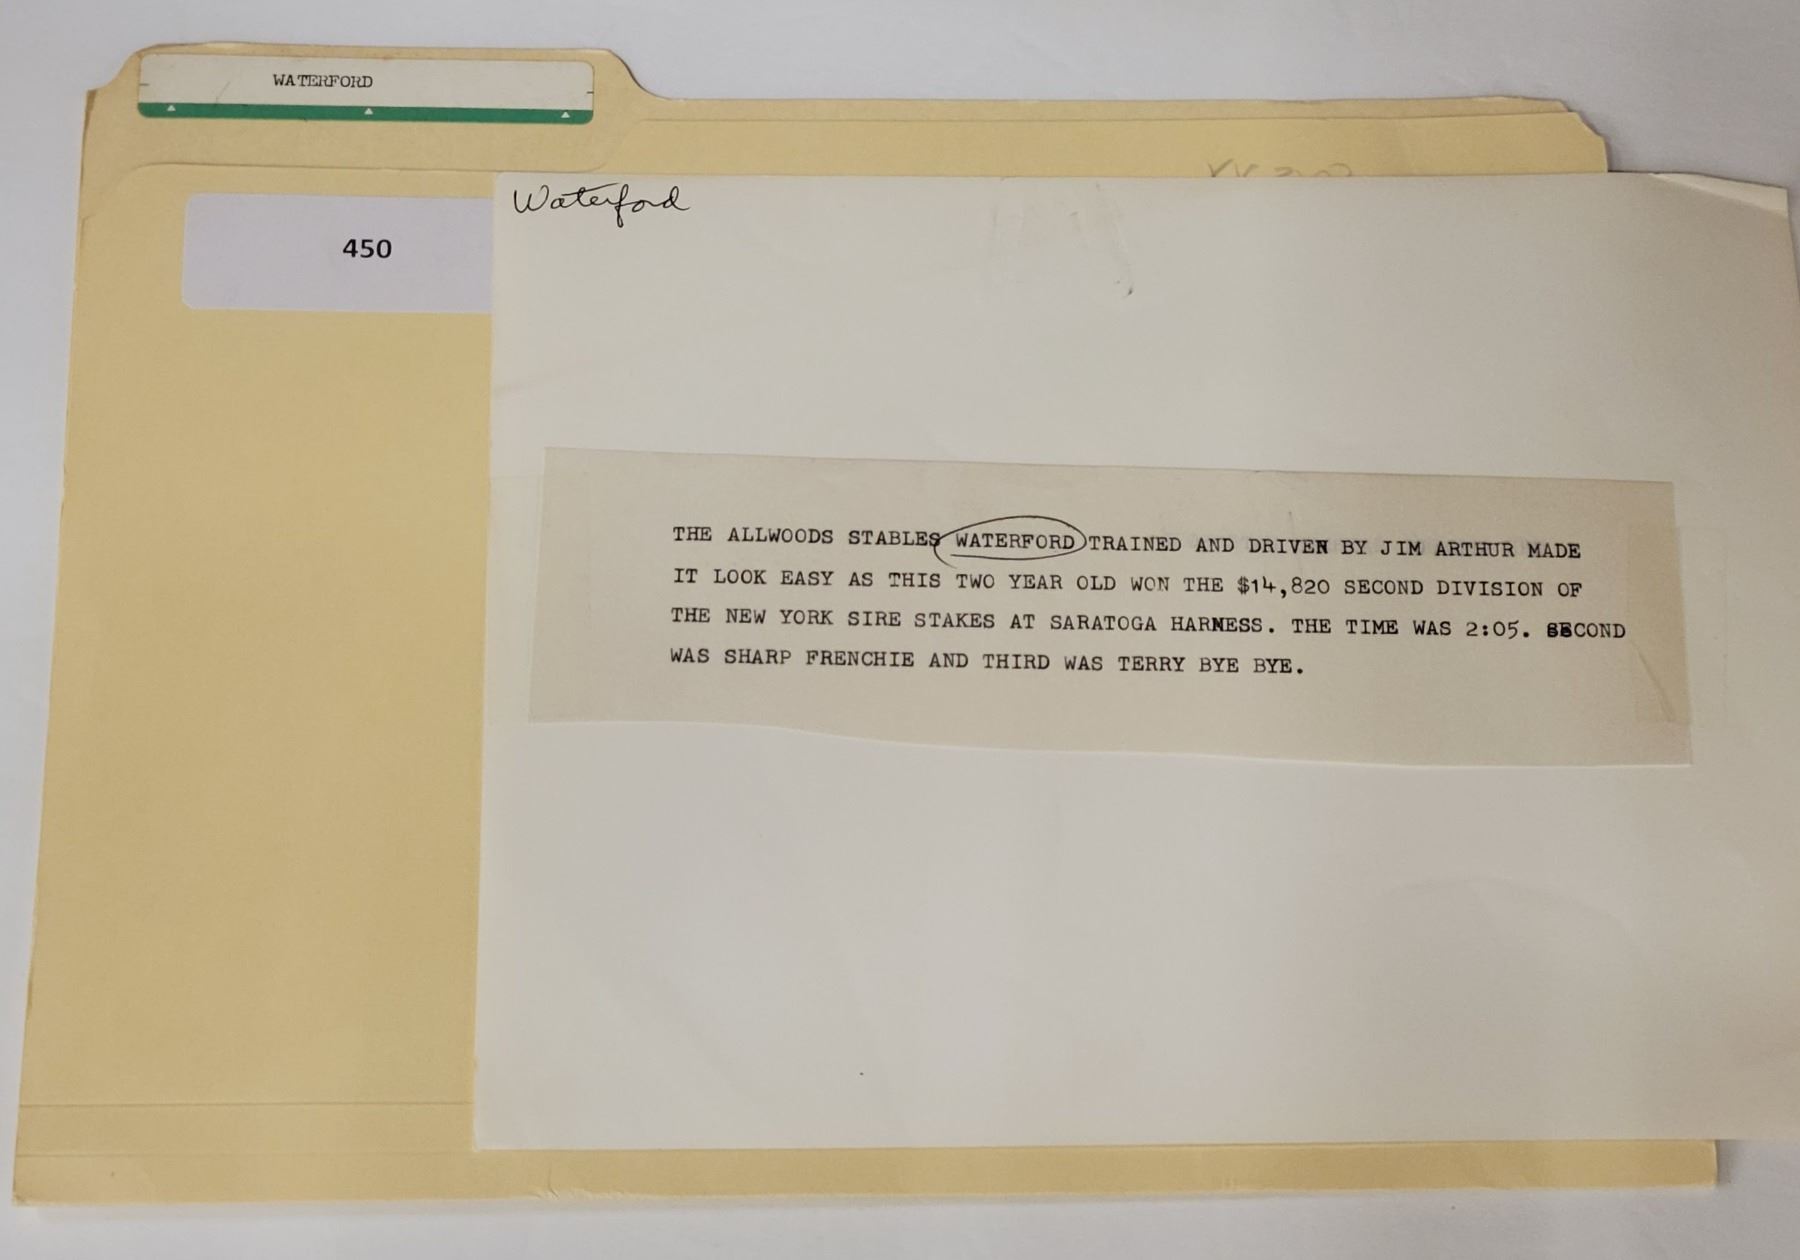 WATERFORD
450
Waterford
THE ALLWOODS STABLES WATERFORD TRAINED AND DRIVEN BY JIM ARTHUR MADE
IT LOOK EASY AS THIS TWO YEAR OLD WON THE $14,820 SECOND DIVISION OF
THE NEW YORK SIRE STAKES AT SARATOGA HARNESS. THE TIME WAS 2:05. SECOND
WAS SHARP FRENCHIE AND THIRD WAS TERRY BYE BYE.